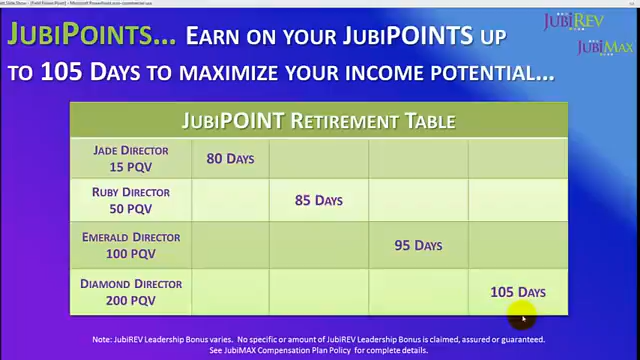 JUBIREV
JUBIMAX
JUBIPOINTS... EARN ON YOUR JUBIPOINTS UP
TO 105 DAYS TO MAXIMIZE YOUR INCOME POTENTIAL...
JUBIPOINT RETIREMENT TABLE
JADE DIRECTOR
15 PQV
80 DAYS
RUBY DIRECTOR
50 PQV
85 DAYS
EMERALD DIRECTOR
100 PQV
95 DAYS
DIAMOND DIRECTOR
200 PQV
105 DAYS
Note: JubiREV Leadership Bonus varies. No specific or amount of JubiREV Leadership Bonus is claimed, assured or guaranteed.
See JubiMAX Compensation Plan Policy for complete details.